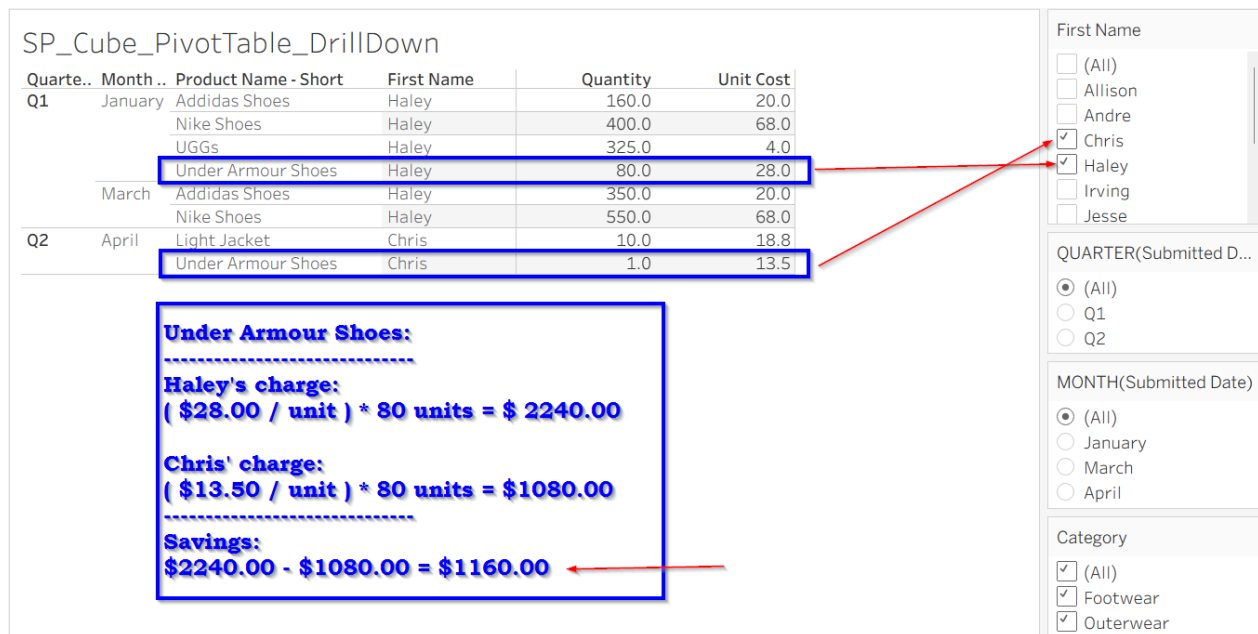 SP_Cube_PivotTable_DrillDown
Quarte.. Month .. Product Name - Short First Name Quantity Unit Cost
Q1 January Addidas Shoes Haley 160.0 20.0
Nike Shoes Haley 400.0 68.0
UGGs Haley 325.0 4.0
Under Armour Shoes Haley 80.0 28.0
March Addidas Shoes Haley 350.0 20.0
Nike Shoes Haley 550.0 68.0
Q2 April Light Jacket Chris 10.0 18.8
Under Armour Shoes Chris 1.0 13.5
Under Armour Shoes:
-----------------------------
Haley's charge:
( $28.00 / unit ) * 80 units = $ 2240.00
Chris' charge:
( $13.50 / unit ) * 80 units = $1080.00
-----------------------------
Savings:
$2240.00 - $1080.00 = $1160.00
First Name
(All)
Allison
Andre
Chris
Haley
Irving
Jesse
QUARTER(Submitted D...
(All)
Q1
Q2
MONTH(Submitted Date)
(All)
January
March
April
Category
(All)
Footwear
Outerwear